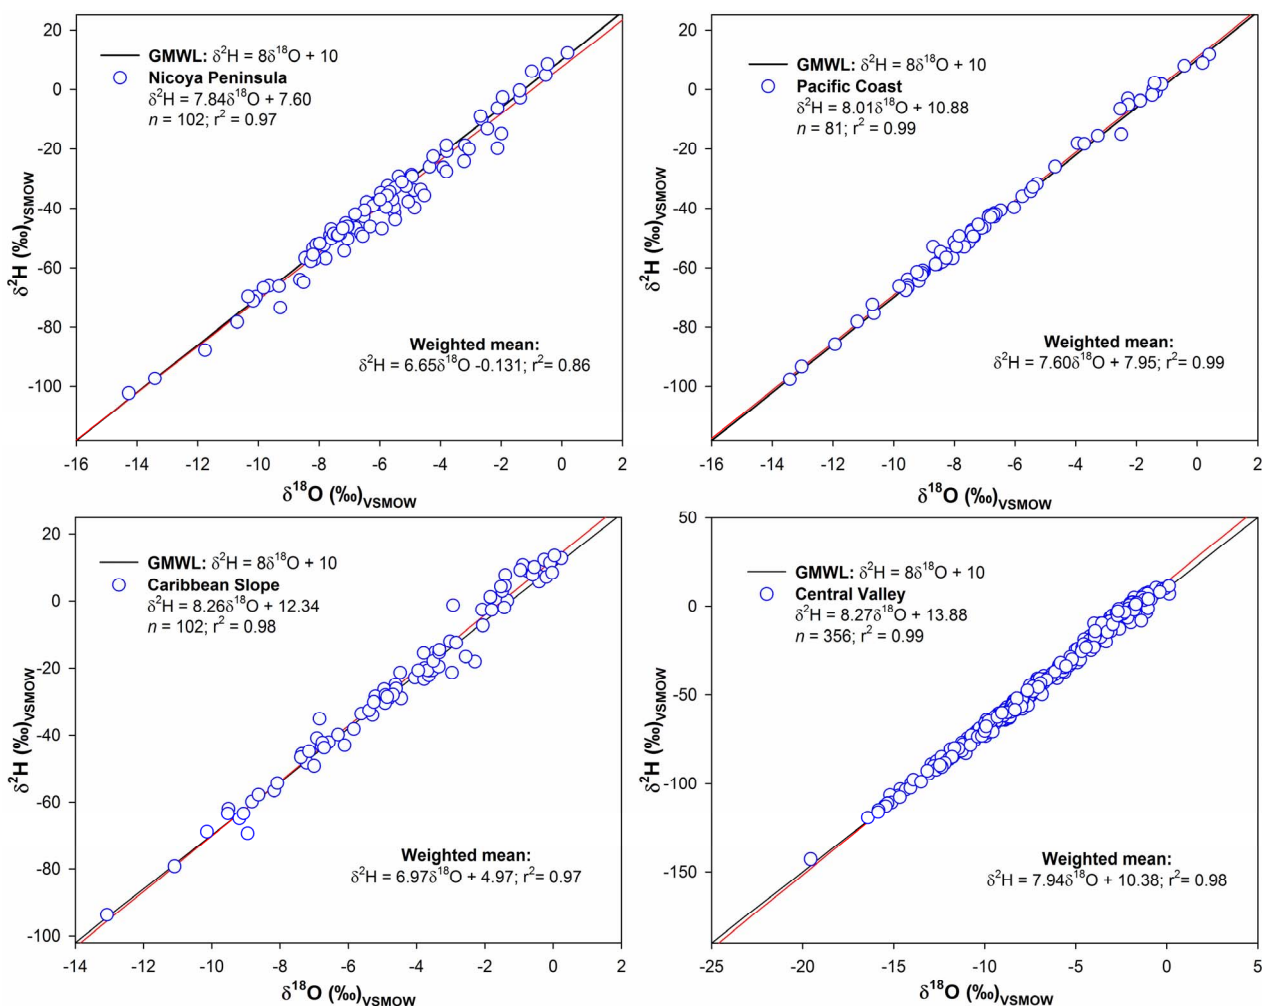 GMWL: δ²H = 8δ¹⁸O + 10
Nicoya Peninsula
δ²H = 7.84δ¹⁸O + 7.60
n = 102; r² = 0.97
Weighted mean:
δ²H = 6.65δ¹⁸O -0.131; r²= 0.86
20
0
-20
-40
-60
-80
-100
δ²H (‰)VSMOW
-16 -14 -12 -10 -8 -6 -4 -2 0 2
δ¹⁸O (‰)VSMOW
GMWL: δ²H = 8δ¹⁸O + 10
Pacific Coast
δ²H = 8.01δ¹⁸O + 10.88
n = 81; r² = 0.99
Weighted mean:
δ²H = 7.60δ¹⁸O + 7.95; r²= 0.99
20
0
-20
-40
-60
-80
-100
δ²H (‰)VSMOW
-16 -14 -12 -10 -8 -6 -4 -2 0 2
δ¹⁸O (‰)VSMOW
GMWL: δ²H = 8δ¹⁸O + 10
Caribbean Slope
δ²H = 8.26δ¹⁸O + 12.34
n = 102; r² = 0.98
Weighted mean:
δ²H = 6.97δ¹⁸O + 4.97; r²= 0.97
20
0
-20
-40
-60
-80
-100
δ²H (‰)VSMOW
-14 -12 -10 -8 -6 -4 -2 0 2
δ¹⁸O (‰)VSMOW
GMWL: δ²H = 8δ¹⁸O + 10
Central Valley
δ²H = 8.27δ¹⁸O + 13.88
n = 356; r² = 0.99
Weighted mean:
δ²H = 7.94δ¹⁸O + 10.38; r²= 0.98
50
0
-50
-100
-150
δ²H (‰)VSMOW
-25 -20 -15 -10 -5 0 5
δ¹⁸O (‰)VSMOW